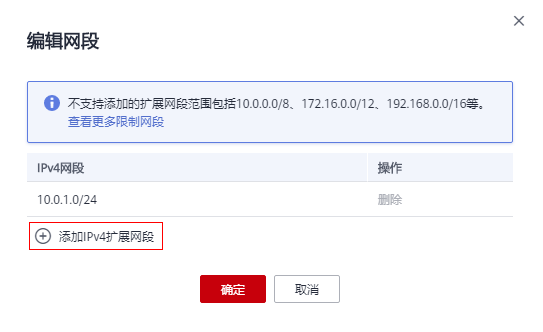 编辑网段
不支持添加的扩展网段范围包括10.0.0.0/8、172.16.0.0/12、192.168.0.0/16等。
查看更多限制网段
IPv4网段 操作
10.0.1.0/24 删除
添加IPv4扩展网段
确定 取消